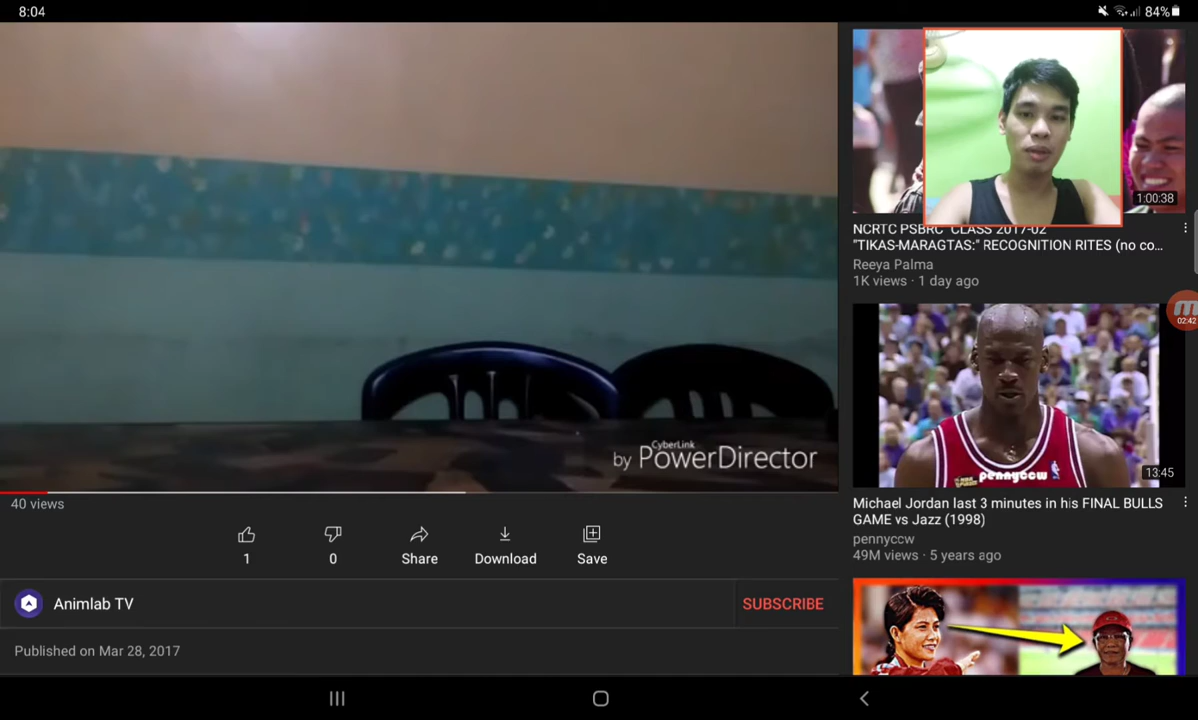 8:04
84%
1:00:38
NCRTC PSBRC CLASS 2017-02
"TIKAS-MARAGTAS:" RECOGNITION RITES (no co...
Reeya Palma
1K views · 1 day ago
02:42
by CyberLink PowerDirector
40 views
pennyccw
13:45
Michael Jordan last 3 minutes in his FINAL BULLS
GAME vs Jazz (1998)
pennyccw
49M views · 5 years ago
1
0
Share
Download
Save
Animlab TV
SUBSCRIBE
Published on Mar 28, 2017